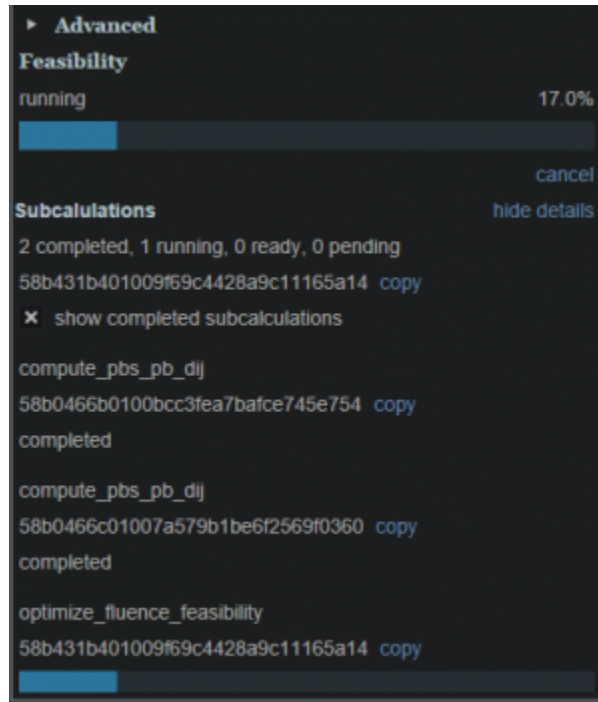 Advanced
Feasibility
running 17.0%
cancel
Subcalulations hide details
2 completed, 1 running, 0 ready, 0 pending
58b431b401009f69c4428a9c11165a14 copy
show completed subcalculations
compute_pbs_pb_dij
58b0466b0100bcc3fea7bafce745e754 copy
completed
compute_pbs_pb_dij
58b0466c01007a579b1be6f2569f0360 copy
completed
optimize_fluence_feasibility
58b431b401009f69c4428a9c11165a14 copy